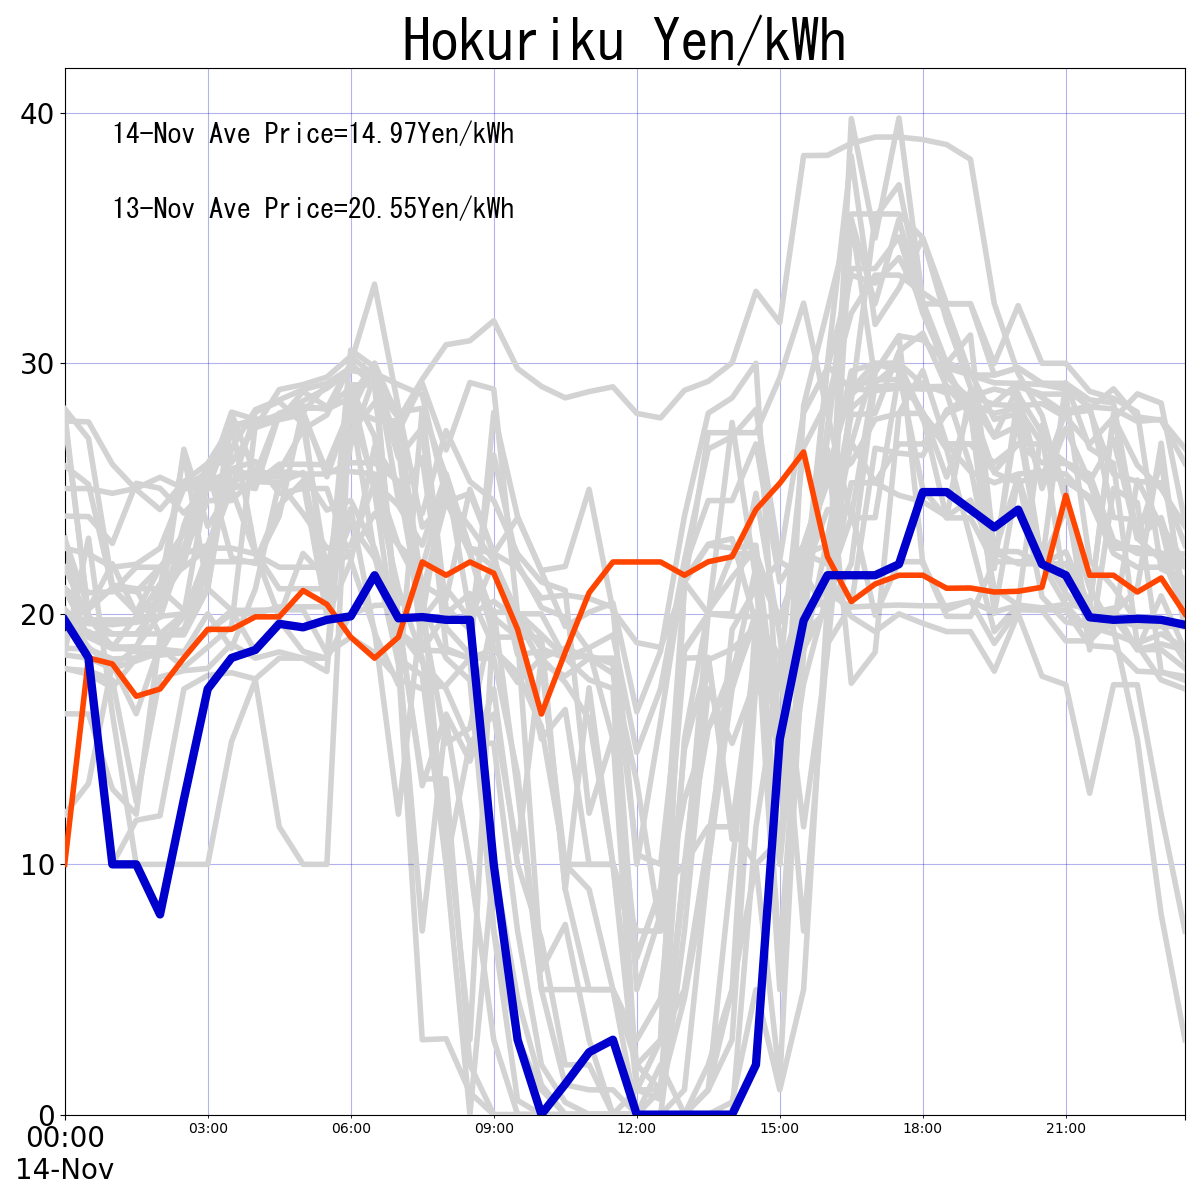 Hokuriku Yen/kWh
40
14-Nov Ave Price=14.97Yen/kWh
13-Nov Ave Price=20.55Yen/kWh
30
20
10
0
00:00 03:00 06:00 09:00 12:00 15:00 18:00 21:00
14-Nov